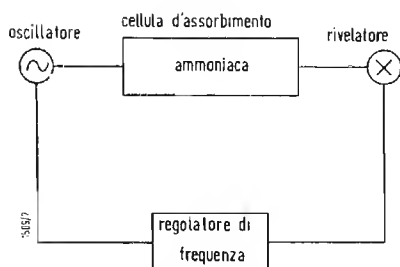 cellula d'assorbimento
oscillatore
rivelatore
ammoniaca
regolatore di
frequenza